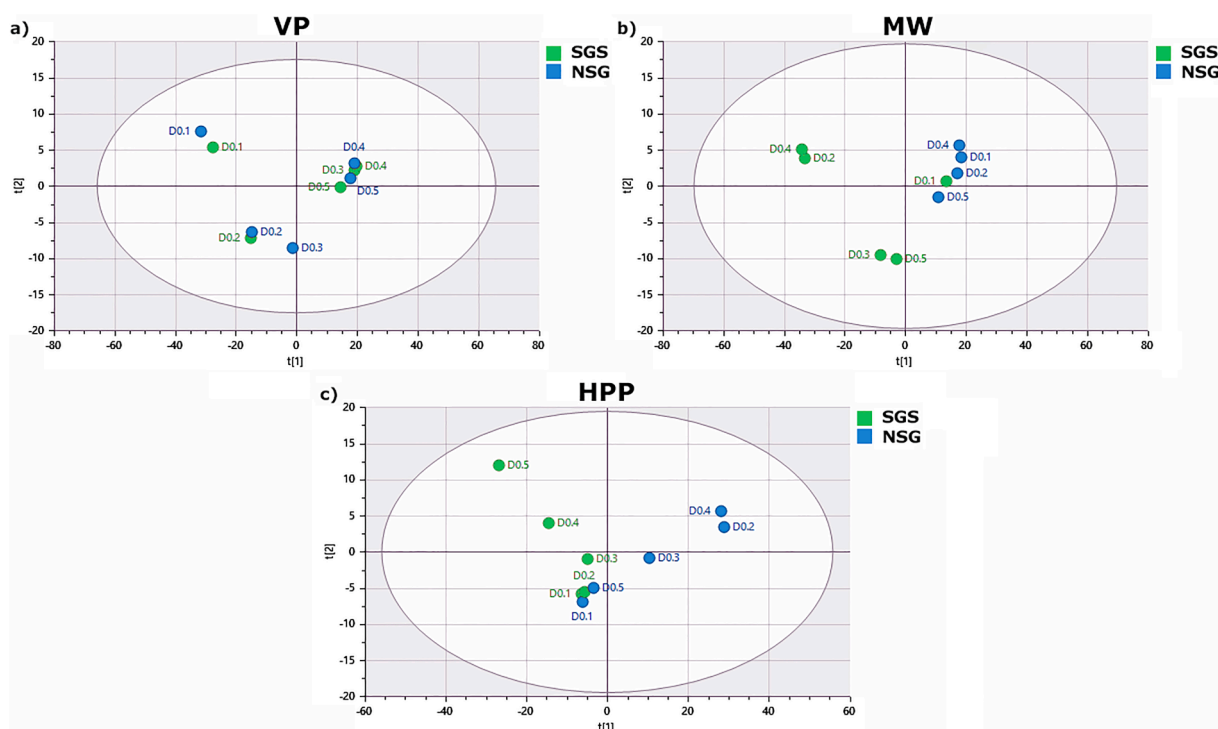 a)
VP
SGS
NSG
20
15
10
5
0
-5
-10
-15
-20
t[2]
D0.1
D0.1
D0.4
D0.3
D0.4
D0.5
D0.5
D0.2
D0.2
D0.3
-80
-60
-40
-20
0
20
40
60
80
t[1]
b)
MW
SGS
NSG
20
15
10
5
0
-5
-10
-15
-20
t[2]
D0.4
D0.2
D0.4
D0.1
D0.2
D0.1
D0.5
D0.3
D0.5
-80
-60
-40
-20
0
20
40
60
80
t[1]
c)
HPP
SGS
NSG
20
15
10
5
0
-5
-10
-15
-20
t[2]
D0.5
D0.4
D0.4
D0.2
D0.3
D0.3
D0.2
D0.1
D0.5
D0.1
-60
-40
-20
0
20
40
60
t[1]